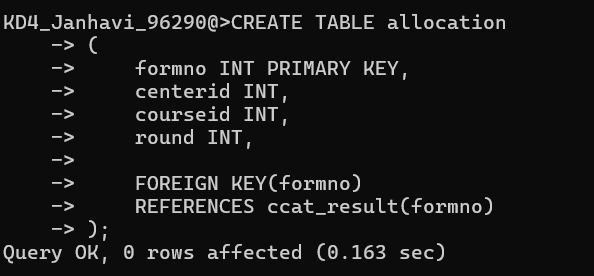 KD4_Janhavi_96290@>CREATE TABLE allocation
    -> (
    ->     formno INT PRIMARY KEY,
    ->     centerid INT,
    ->     courseid INT,
    ->     round INT,
    ->
    ->     FOREIGN KEY(formno)
    ->     REFERENCES ccat_result(formno)
    -> );
Query OK, 0 rows affected (0.163 sec)